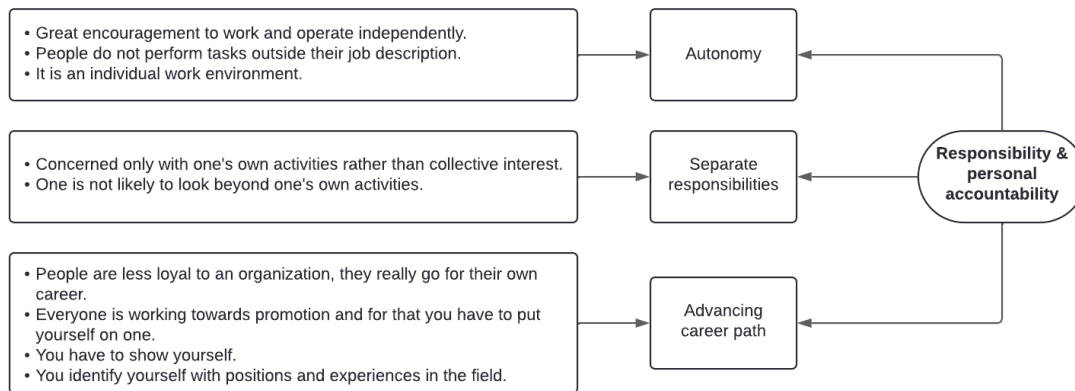 • Great encouragement to work and operate independently.
• People do not perform tasks outside their job description.
• It is an individual work environment.
Autonomy
• Concerned only with one's own activities rather than collective interest.
• One is not likely to look beyond one's own activities.
Separate
responsibilities
Responsibility &
personal
accountability
• People are less loyal to an organization, they really go for their own
career.
• Everyone is working towards promotion and for that you have to put
yourself on one.
• You have to show yourself.
• You identify yourself with positions and experiences in the field.
Advancing
career path